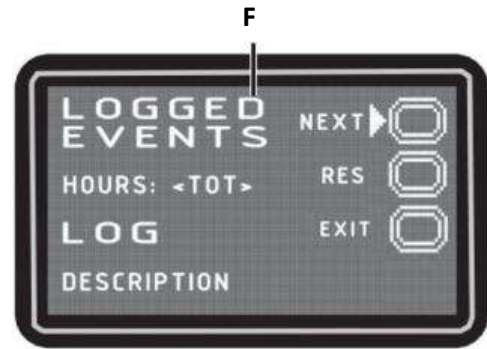 F
LOGGED
EVENTS
NEXT
HOURS: <TOT>
RES
LOG
EXIT
DESCRIPTION